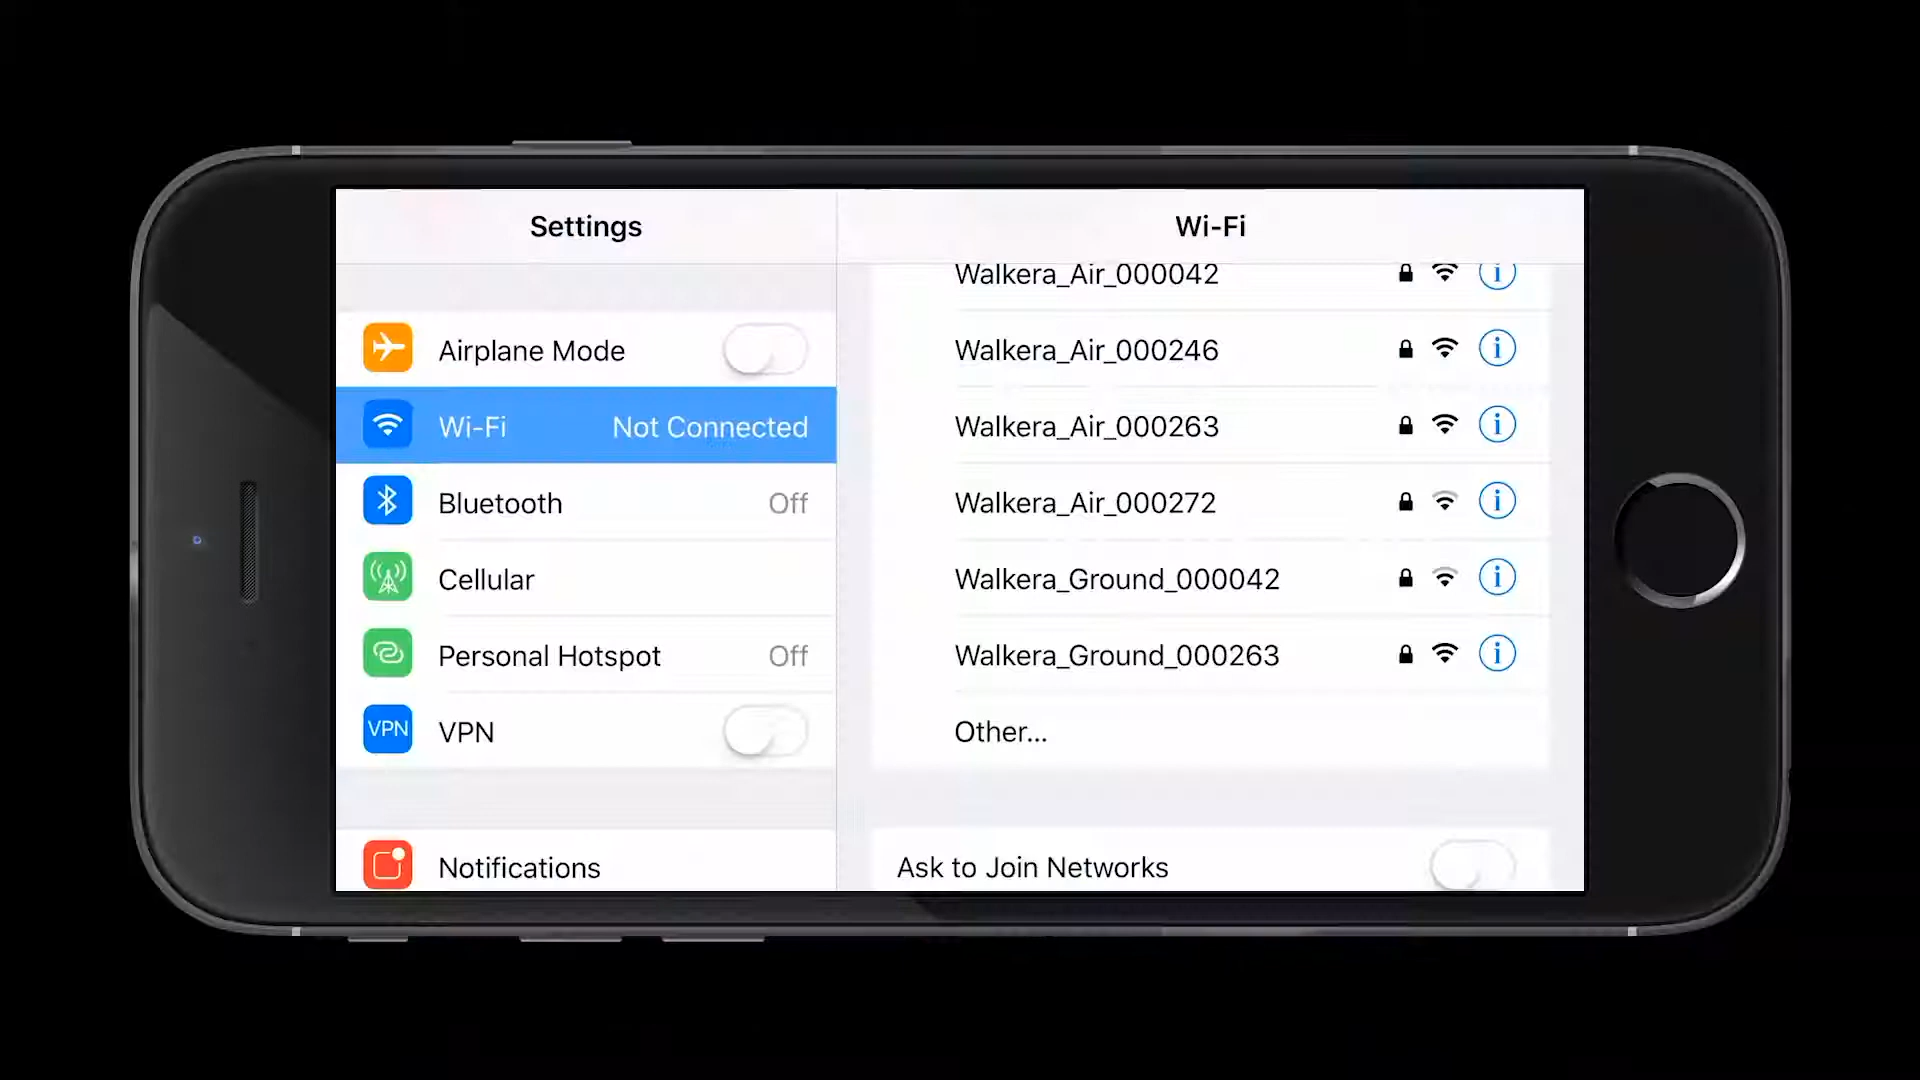 Settings
Airplane Mode
Wi-Fi Not Connected
Bluetooth Off
Cellular
Personal Hotspot Off
VPN VPN
Notifications
Wi-Fi
Walkera_Air_000042
Walkera_Air_000246
Walkera_Air_000263
Walkera_Air_000272
Walkera_Ground_000042
Walkera_Ground_000263
Other...
Ask to Join Networks